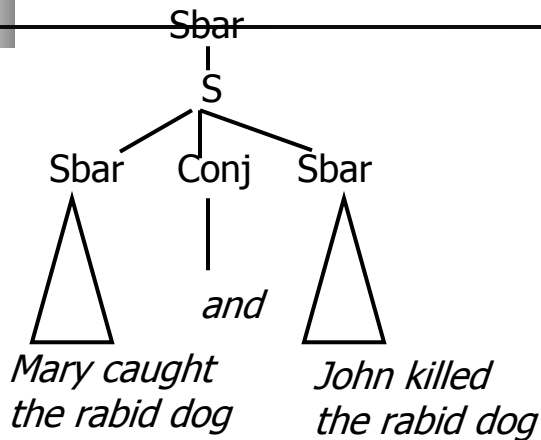 Sbar
S
Sbar Conj Sbar
and
Mary caught
the rabid dog
John killed
the rabid dog